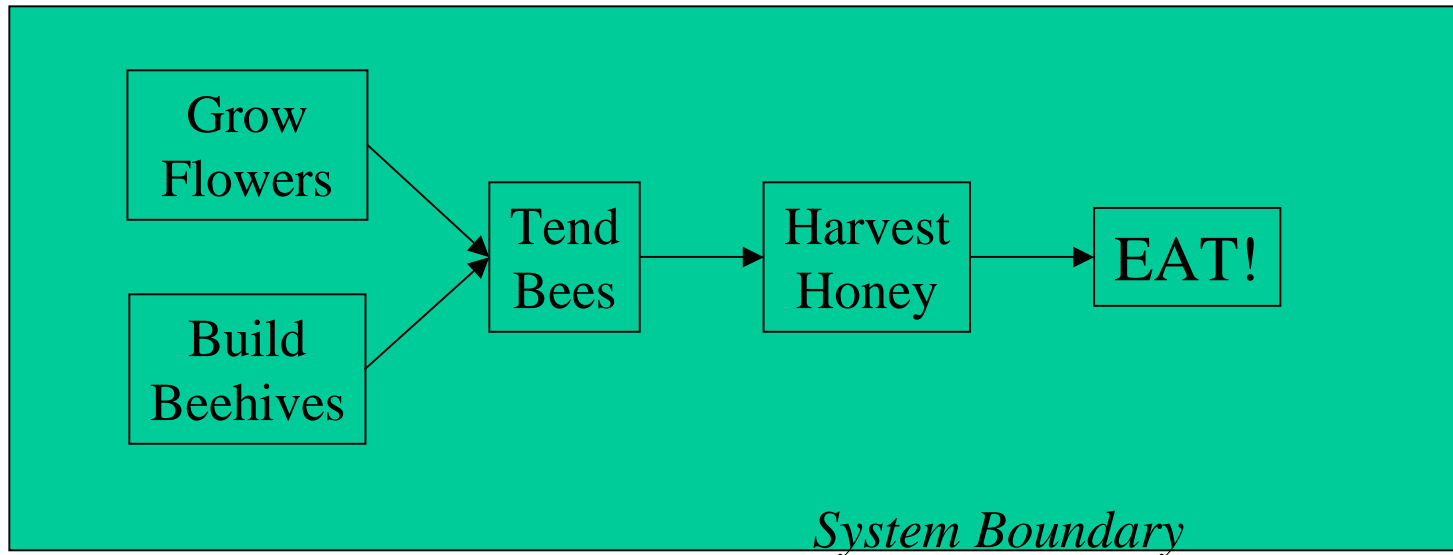 Grow
Flowers
Build
Beehives
Tend
Bees
Harvest
Honey
EAT!
System Boundary